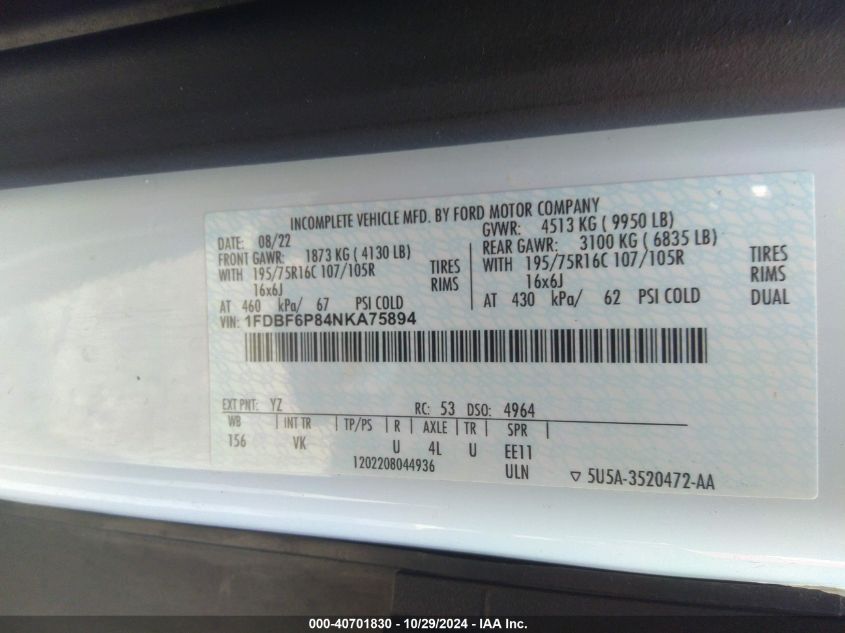 INCOMPLETE VEHICLE MFD. BY FORD MOTOR COMPANY
DATE: 08/22 GVWR: 4513 KG ( 9950 LB)
FRONT GAWR: 1873 KG ( 4130 LB) REAR GAWR: 3100 KG ( 6835 LB)
WITH 195/75R16C 107/105R TIRES WITH 195/75R16C 107/105R TIRES
16x6J RIMS 16x6J RIMS
AT 460 kPa/ 67 PSI COLD AT 430 kPa/ 62 PSI COLD DUAL
VIN: 1FDBF6P84NKA75894
EXT PNT: YZ RC: 53 DSO: 4964
WB INT TR TP/PS R AXLE TR SPR
156 VK U 4L U EE11
1202208044936 ULN ▽ 5U5A-3520472-AA
000-40701830 - 10/29/2024 - IAA Inc.